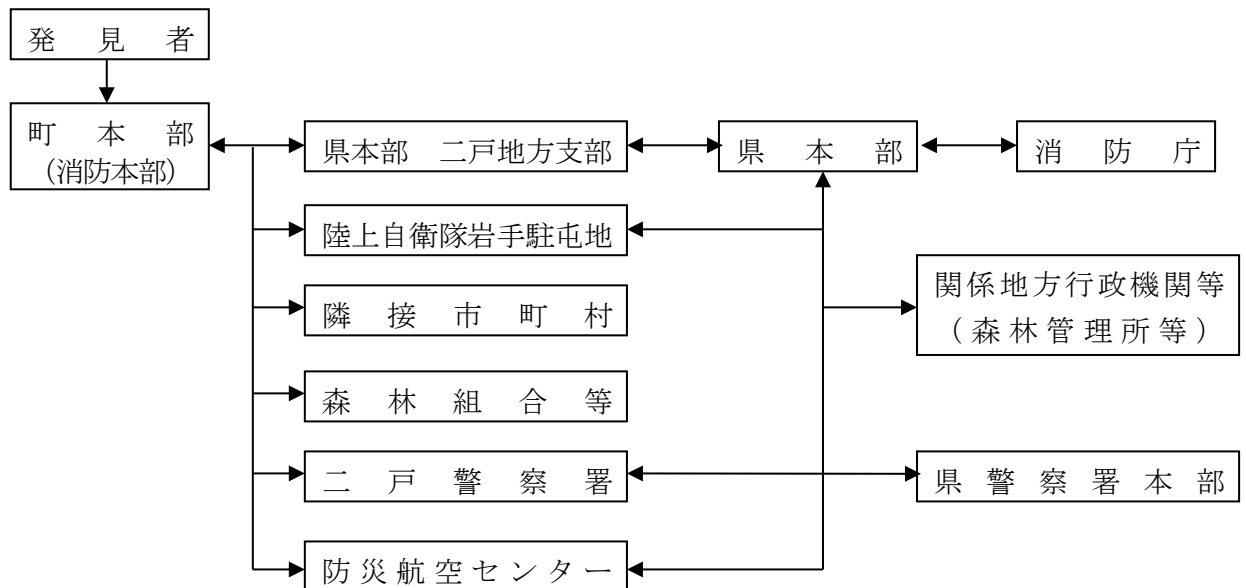 発見者
町本部
(消防本部)
県本部 二戸地方支部
県本部
消防庁
陸上自衛隊岩手駐屯地
関係地方行政機関等
(森林管理所等)
隣接市町村
森林組合等
二戸警察署
県警察署本部
防災航空センター